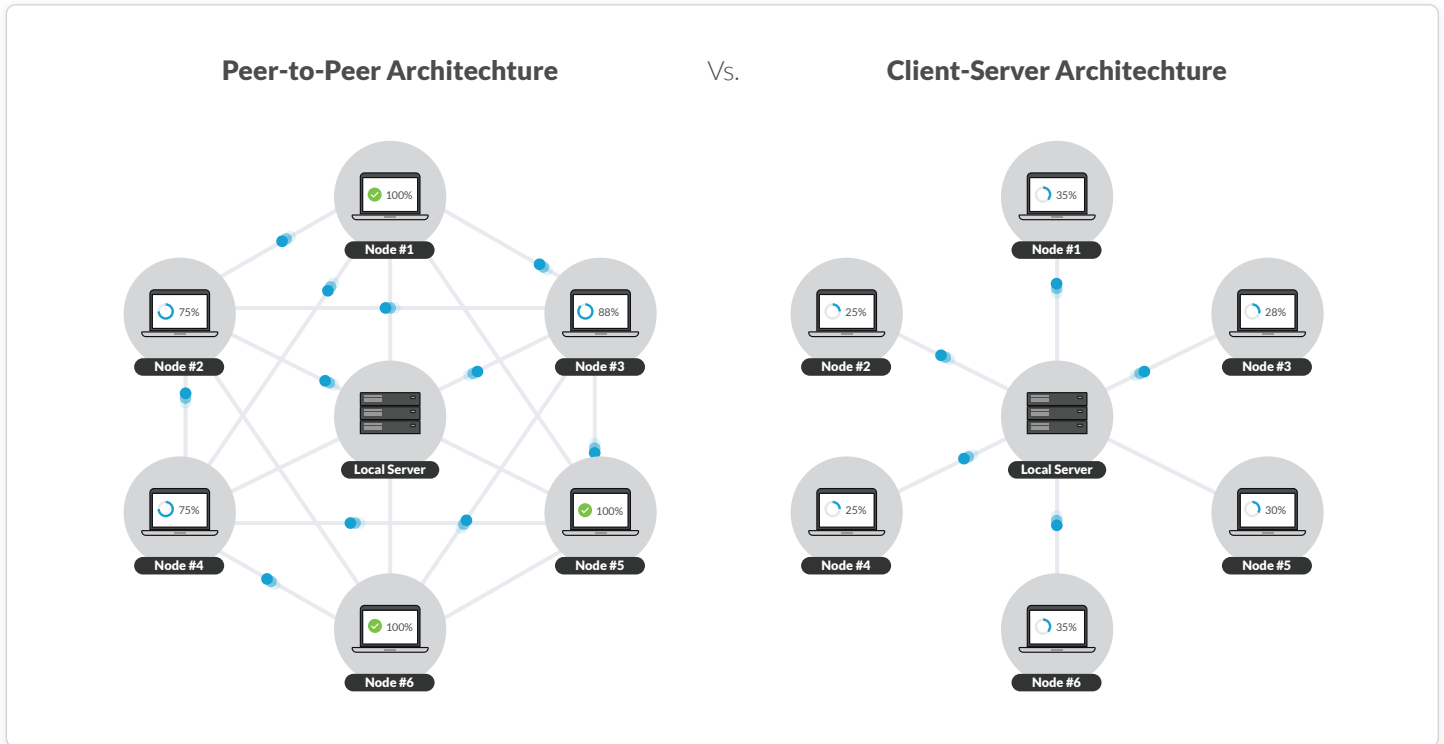 Peer-to-Peer Architechture
Vs.
Client-Server Architechture
100%
Node #1
75%
Node #2
88%
Node #3
Local Server
75%
Node #4
100%
Node #5
100%
Node #6
35%
Node #1
25%
Node #2
28%
Node #3
Local Server
25%
Node #4
30%
Node #5
35%
Node #6